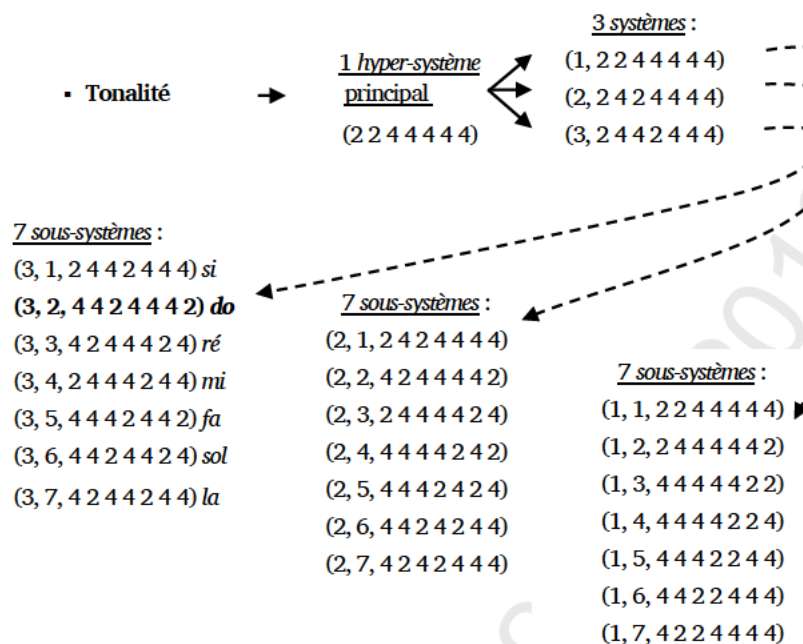 3 systèmes :
1 hyper-système
principal
(2 2 4 4 4 4 4)
▪ Tonalité
(1, 2 2 4 4 4 4 4)
(2, 2 4 2 4 4 4 4)
(3, 2 4 4 2 4 4 4)
7 sous-systèmes :
(3, 1, 2 4 4 2 4 4 4) si
(3, 2, 4 4 2 4 4 4 2) do
(3, 3, 4 2 4 4 4 2 4) ré
(3, 4, 2 4 4 4 2 4 4) mi
(3, 5, 4 4 4 2 4 4 2) fa
(3, 6, 4 4 2 4 4 2 4) sol
(3, 7, 4 2 4 4 2 4 4) la
7 sous-systèmes :
(2, 1, 2 4 2 4 4 4 4)
(2, 2, 4 2 4 4 4 4 2)
(2, 3, 2 4 4 4 4 2 4)
(2, 4, 4 4 4 4 2 4 2)
(2, 5, 4 4 4 2 4 2 4)
(2, 6, 4 4 2 4 2 4 4)
(2, 7, 4 2 4 2 4 4 4)
7 sous-systèmes :
(1, 1, 2 2 4 4 4 4 4)
(1, 2, 2 4 4 4 4 4 2)
(1, 3, 4 4 4 4 4 2 2)
(1, 4, 4 4 4 4 2 2 4)
(1, 5, 4 4 4 2 2 4 4)
(1, 6, 4 4 2 2 4 4 4)
(1, 7, 4 2 2 4 4 4 4)